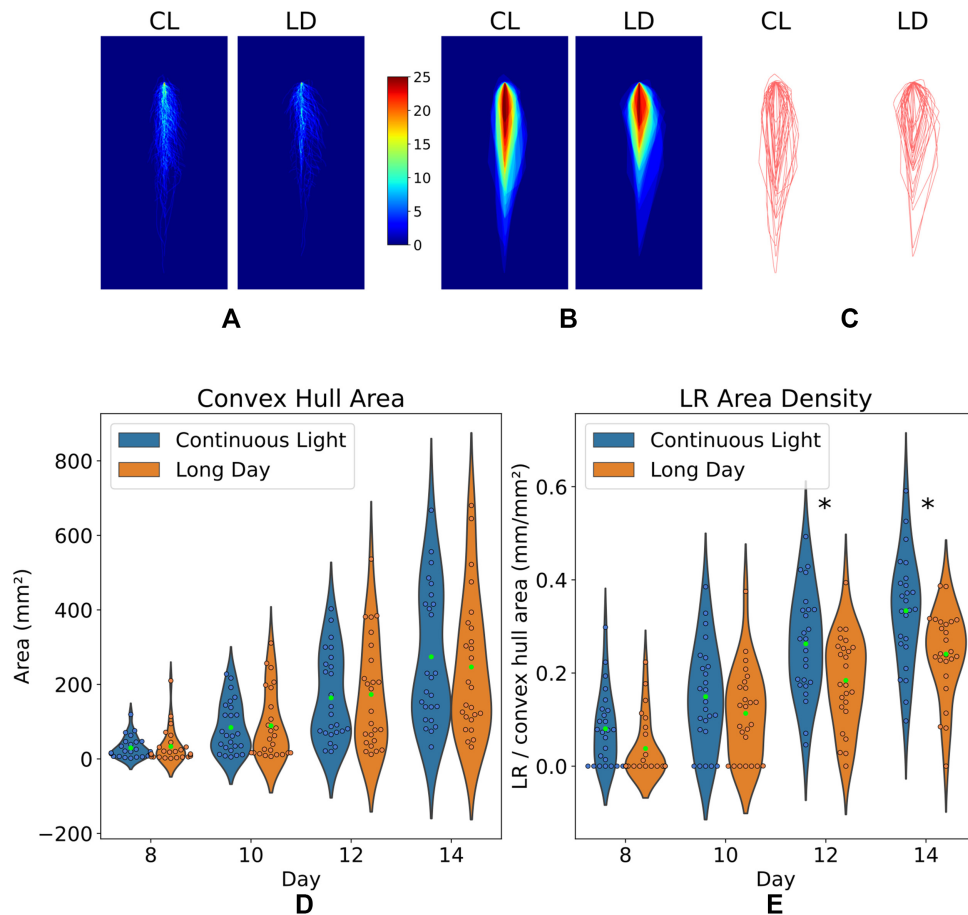 CL LD CL LD CL LD
25
20
15
10
5
0
A B C
Convex Hull Area
Continuous Light
Long Day
Area (mm²)
800
600
400
200
0
−200
8 10 12 14
Day
D
LR Area Density
Continuous Light
Long Day
LR / convex hull area (mm/mm²)
0.6
0.4
0.2
0.0
*
*
8 10 12 14
Day
E